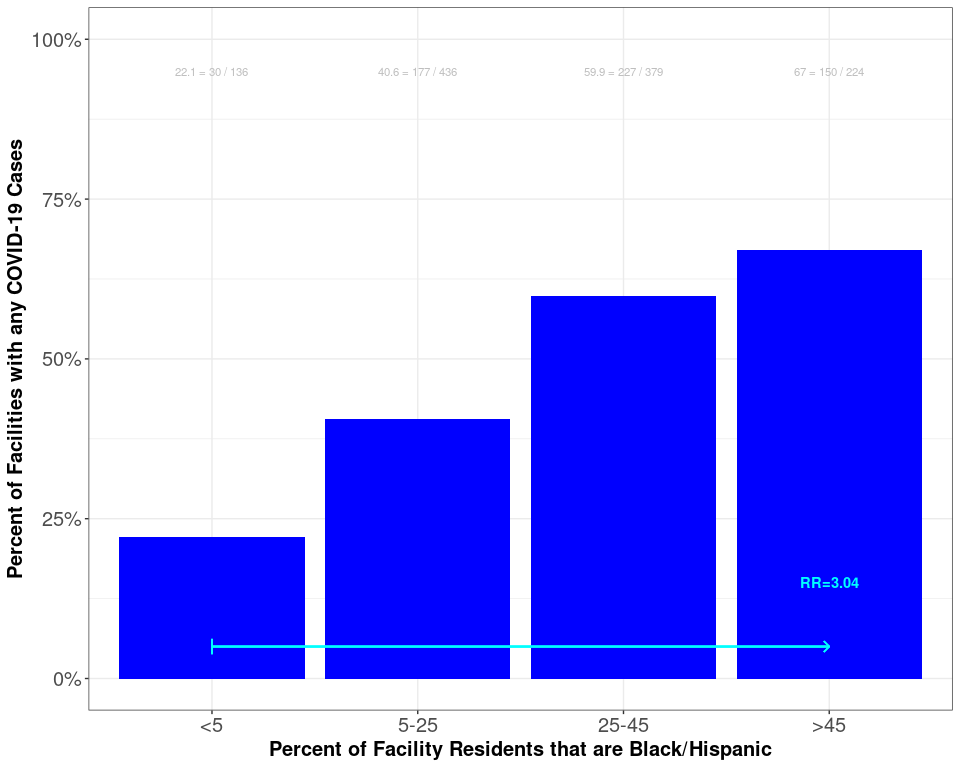 100%
22.1 = 30 / 136
40.6 = 177 / 436
59.9 = 227 / 379
67 = 150 / 224
75%
50%
25%
RR=3.04
0%
<5
5-25
25-45
>45
Percent of Facility Residents that are Black/Hispanic
Percent of Facilities with any COVID-19 Cases